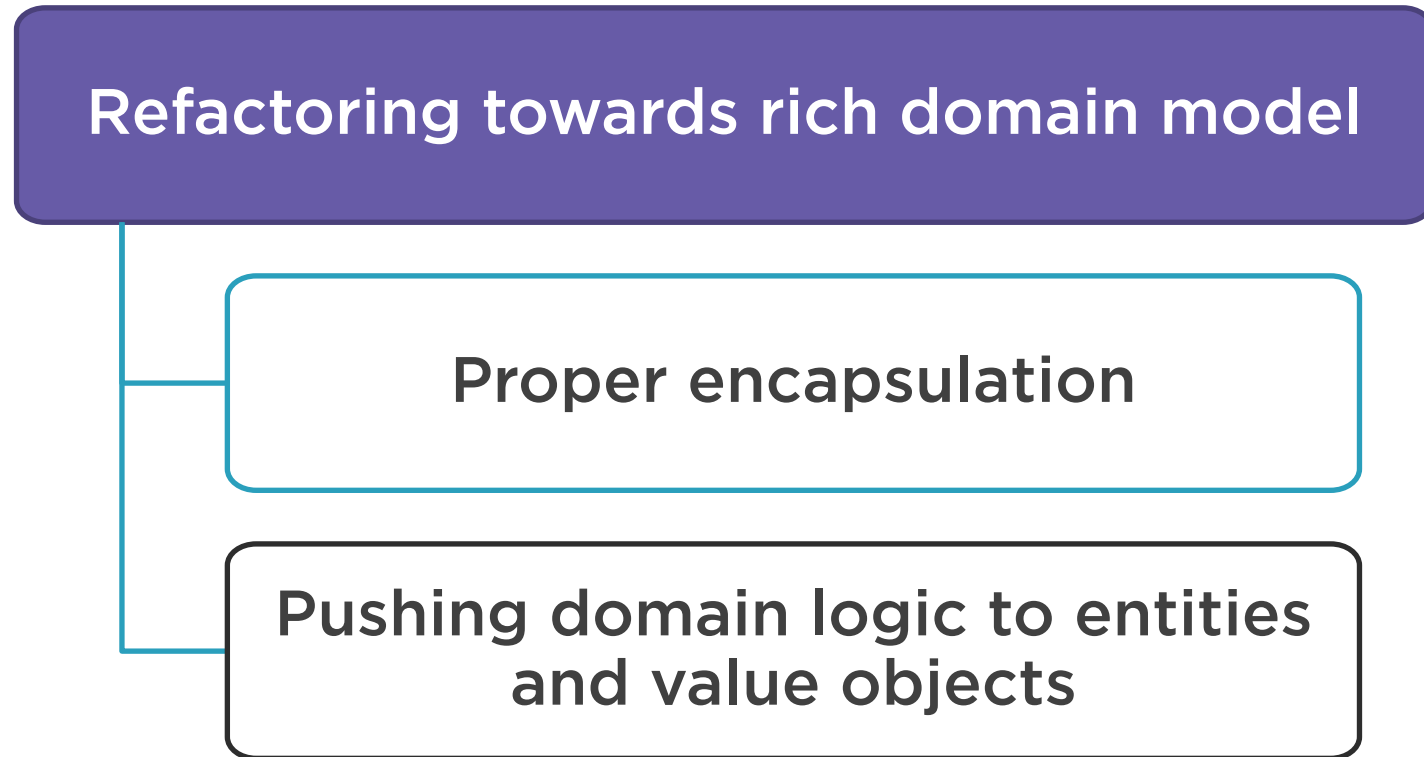 Refactoring towards rich domain model
Proper encapsulation
Pushing domain logic to entities
and value objects